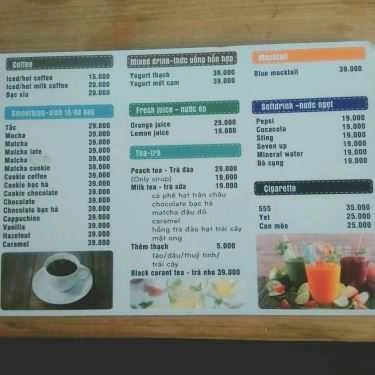 Coffee
Iced/hot coffee 15.000
Iced/hot milk coffee 20.000
Bạc xỉu 20.000
Smoothies-sinh tố/đá xay
Tắc 29.000
Mocha 39.000
Matcha 39.000
Matcha late 39.000
Matcha 39.000
Matcha cookie 39.000
Cookie coffee 39.000
Cookie bạc hà 39.000
Cookie chocolate 39.000
Chocolate 39.000
Chocolate bạc hà 39.000
Cappuchino 39.000
Vanilla 39.000
Hazelnut 39.000
Caramel 39.000
Mixed drink-thức uống hỗn hợp
Yogurt thạch 39.000
Yogurt mứt cam 39.000
Fresh juice - nước ép
Orange juice 29.000
Lemon juice 19.000
Tea-trà
Peach tea - Trà đào 29.000
(Only sirup) 19.000
Milk tea - trà sữa 19.000
cà phê hạt trân châu
chocolate bạc hà
matcha đậu đỏ
caramel
hồng trà đào hạt trái cây
mật ong
Thêm thạch 5.000
táo/dâu/thuỷ tinh/
trái cây
Black carant tea - trà nho 39.000
Mocktail
Blue mocktail 39.000
Softdrink -nước ngọt
Pepsi 19.000
Cocacola 19.000
Sting 19.000
Seven up 19.000
Mineral water 19.000
Bò cụng 19.000
Cigarette
555 35.000
Yet 25.000
Con mèo 25.000